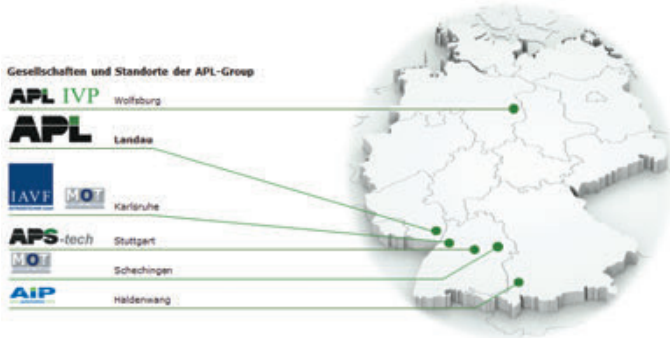 Gesellschaften und Standorte der APL-Group
APL IVP Wolfsburg
APL Landau
IAVF MOT Karlsruhe
APS-tech Stuttgart
MOT Schechingen
AiP Haldenwang